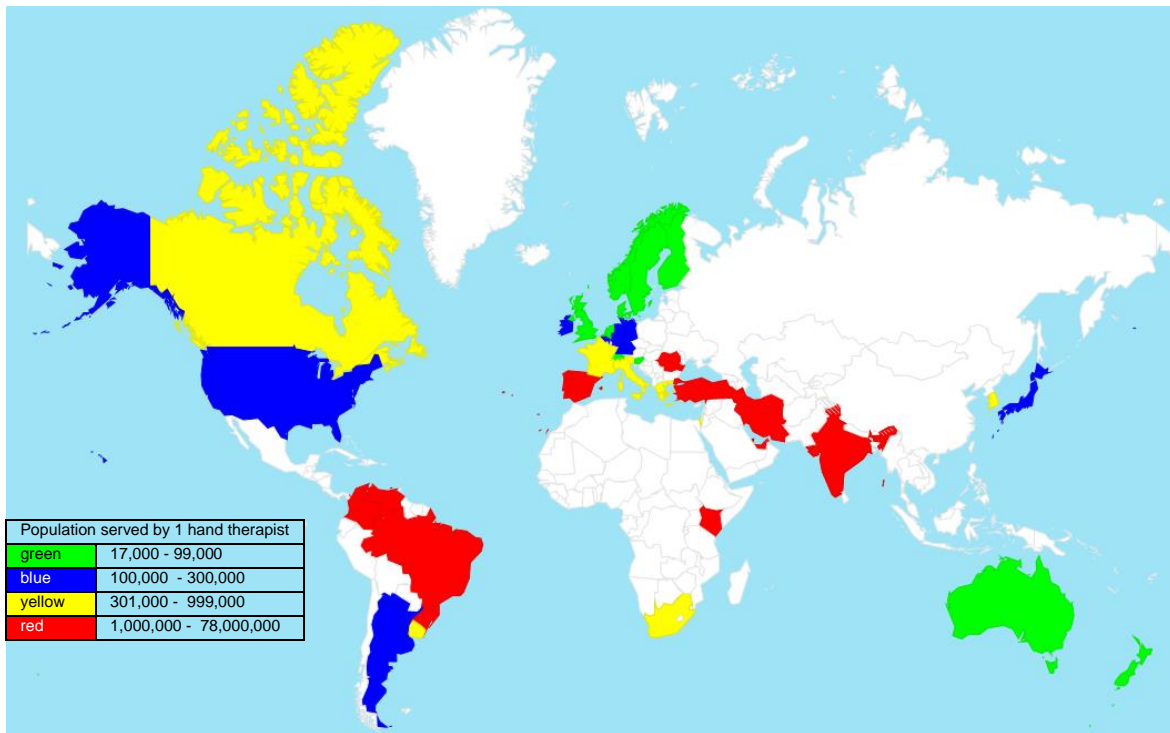 Population served by 1 hand therapist
green 17,000 - 99,000
blue 100,000 - 300,000
yellow 301,000 - 999,000
red 1,000,000 - 78,000,000